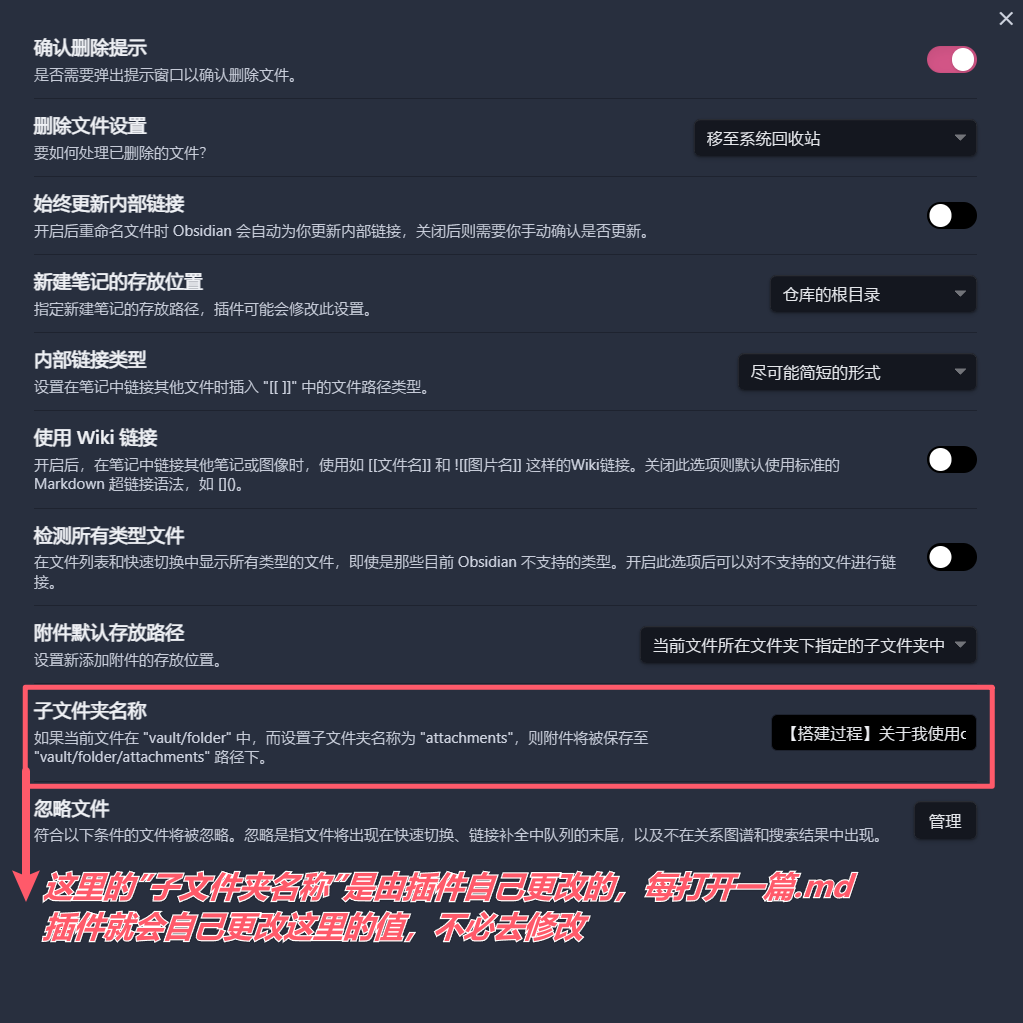 确认删除提示
是否需要弹出提示窗口以确认删除文件。
删除文件设置
要如何处理已删除的文件？
移至系统回收站
始终更新内部链接
开启后重命名文件时 Obsidian 会自动为你更新内部链接，关闭后则需要你手动确认是否更新。
新建笔记的存放位置
指定新建笔记的存放路径，插件可能会修改此设置。
仓库的根目录
内部链接类型
设置在笔记中链接其他文件时插入 "[[ ]]" 中的文件路径类型。
尽可能简短的形式
使用 Wiki 链接
开启后，在笔记中链接其他笔记或图像时，使用如 [[文件名]] 和 ![[图片名]] 这样的Wiki链接。关闭此选项则默认使用标准的
Markdown 超链接语法，如 []()。
检测所有类型文件
在文件列表和快速切换中显示所有类型的文件，即使是那些目前 Obsidian 不支持的类型。开启此选项后可以对不支持的文件进行链
接。
附件默认存放路径
设置新添加附件的存放位置。
当前文件所在文件夹下指定的子文件夹中
子文件夹名称
如果当前文件在 "vault/folder" 中，而设置子文件夹名称为 "attachments"，则附件将被保存至
"vault/folder/attachments" 路径下。
【搭建过程】关于我使用c
忽略文件
符合以下条件的文件将被忽略。忽略是指文件将出现在快速切换、链接补全中队列的末尾，以及不在关系图谱和搜索结果中出现。
管理
这里的"子文件夹名称"是由插件自己更改的，每打开一篇.md
插件就会自己更改这里的值，不必去修改